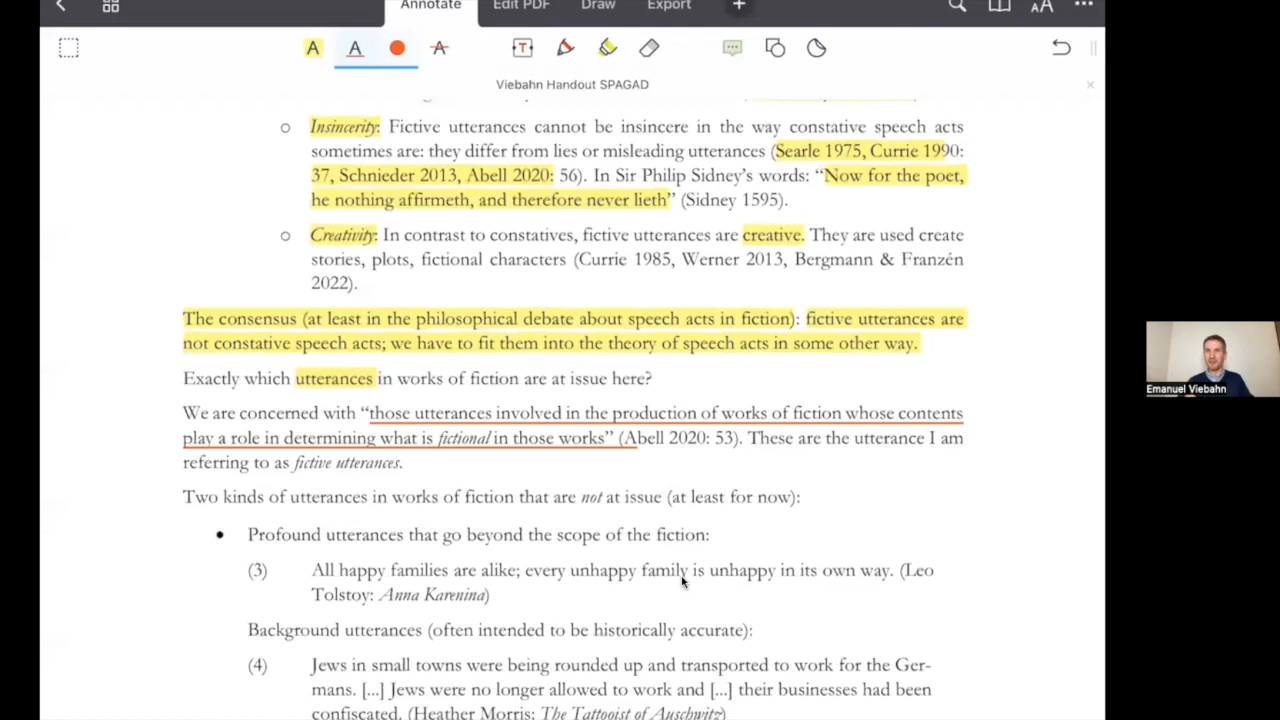 Annotate Edit PDF Draw Export +
Viebahn Handout SPAGAD
Insincerity: Fictive utterances cannot be insincere in the way constative speech acts
sometimes are: they differ from lies or misleading utterances (Searle 1975, Currie 1990:
37, Schnieder 2013, Abell 2020: 56). In Sir Philip Sidney's words: “Now for the poet,
he nothing affirmeth, and therefore never lieth” (Sidney 1595).
Creativity: In contrast to constatives, fictive utterances are creative. They are used create
stories, plots, fictional characters (Currie 1985, Werner 2013, Bergmann & Franzén
2022).
The consensus (at least in the philosophical debate about speech acts in fiction): fictive utterances are
not constative speech acts; we have to fit them into the theory of speech acts in some other way.
Exactly which utterances in works of fiction are at issue here?
We are concerned with “those utterances involved in the production of works of fiction whose contents
play a role in determining what is fictional in those works” (Abell 2020: 53). These are the utterance I am
referring to as fictive utterances.
Two kinds of utterances in works of fiction that are not at issue (at least for now):
Profound utterances that go beyond the scope of the fiction:
(3) All happy families are alike; every unhappy family is unhappy in its own way. (Leo
Tolstoy: Anna Karenina)
Background utterances (often intended to be historically accurate):
(4) Jews in small towns were being rounded up and transported to work for the Ger-
mans. [...] Jews were no longer allowed to work and [...] their businesses had been
confiscated. (Heather Morris: The Tattooist of Auschwitz)
Emanuel Viebahn